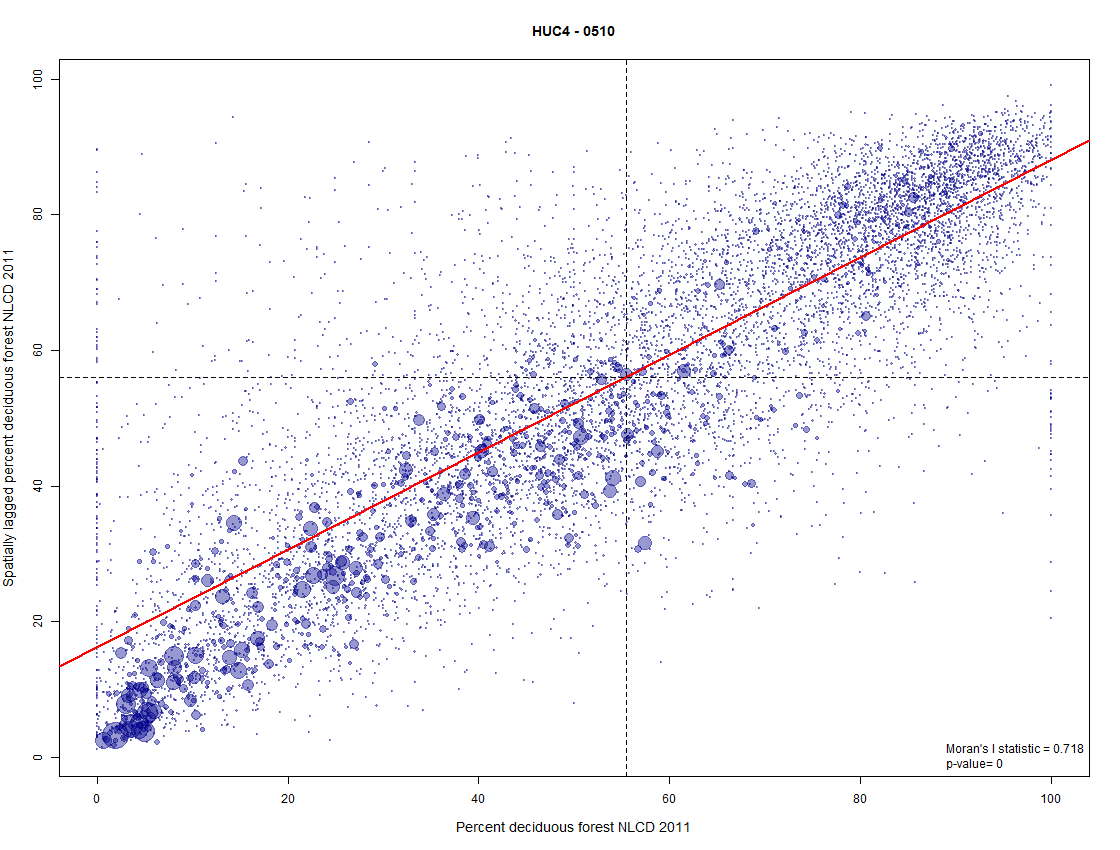 HUC4 - 0510
Spatially lagged percent deciduous forest NLCD 2011
100
80
60
40
20
0
Moran's I statistic = 0.718
p-value= 0
0 20 40 60 80 100
Percent deciduous forest NLCD 2011